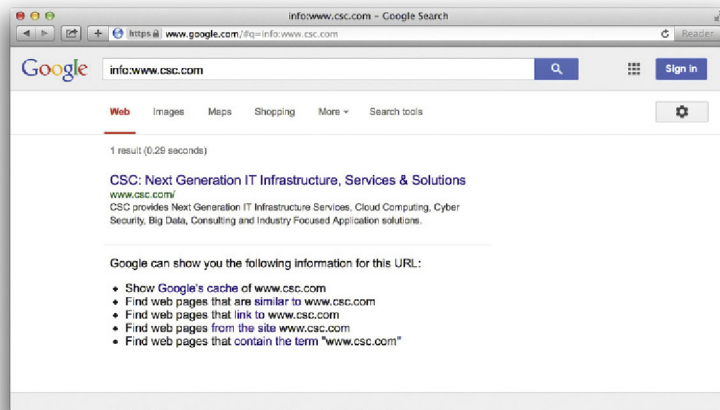 info:www.csc.com – Google Search
https www.google.com/#q=info:www.csc.com
Reader
Google
info:www.csc.com
Sign in
Web Images Maps Shopping More Search tools
1 result (0.29 seconds)
CSC: Next Generation IT Infrastructure, Services & Solutions
www.csc.com/
CSC provides Next Generation IT Infrastructure Services, Cloud Computing, Cyber
Security, Big Data, Consulting and Industry Focused Application solutions.
Google can show you the following information for this URL:
• Show Google's cache of www.csc.com
• Find web pages that are similar to www.csc.com
• Find web pages that link to www.csc.com
• Find web pages from the site www.csc.com
• Find web pages that contain the term "www.csc.com"